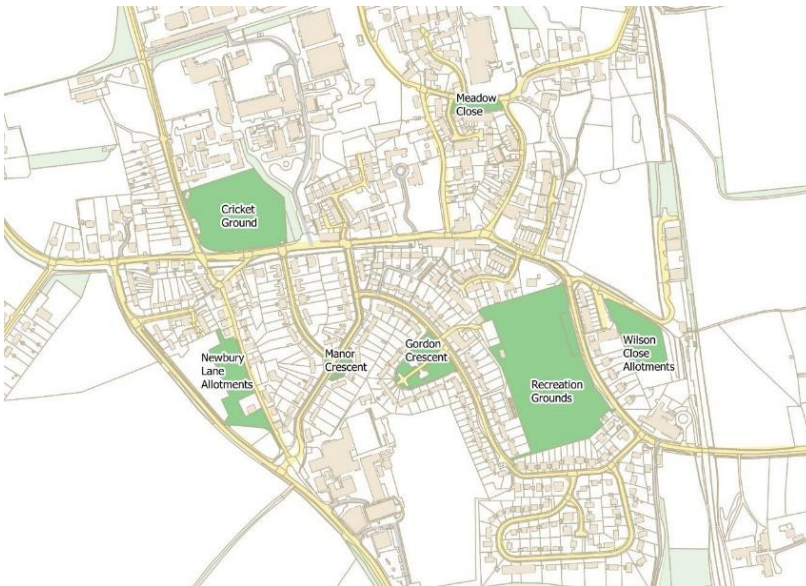 Meadow
Close
Cricket
Ground
Newbury
Lane
Allotments
Manor
Crescent
Gordon
Crescent
Recreation
Grounds
Wilson
Close
Allotments